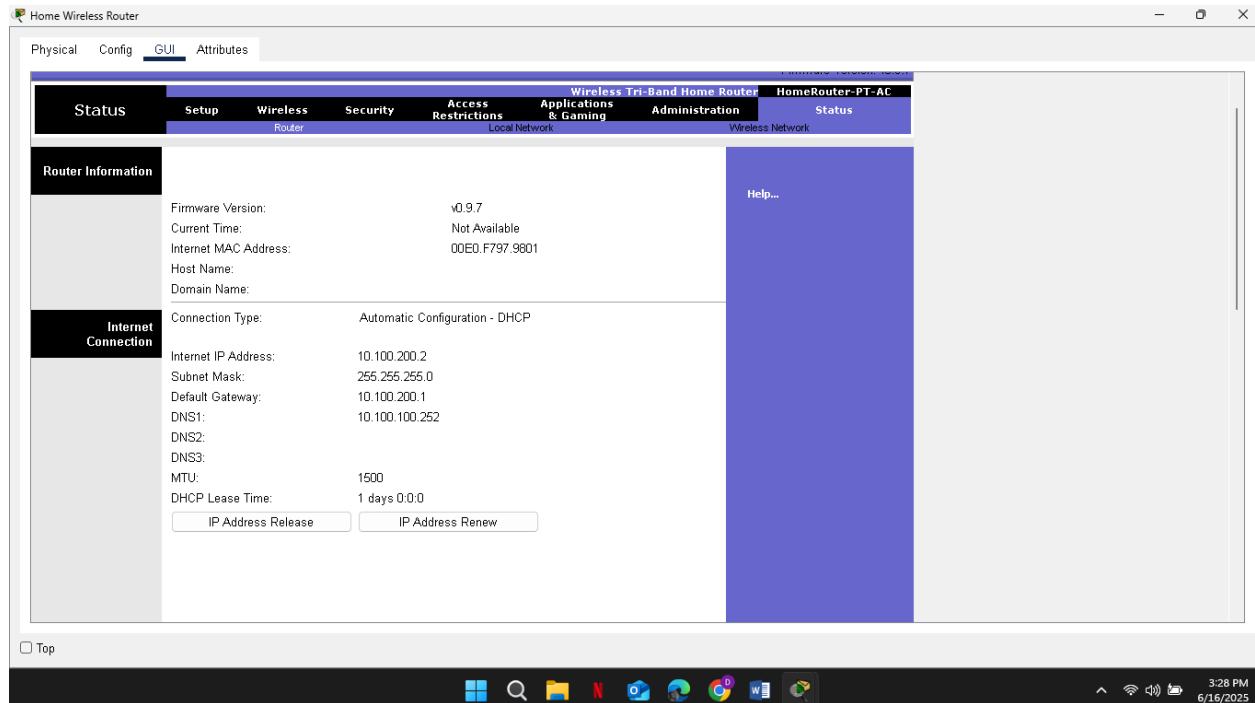 Home Wireless Router
Physical Config GUI Attributes
Wireless Tri-Band Home Router HomeRouter-PT-AC
Status Setup Wireless Security Access Restrictions Applications & Gaming Administration Status
Router Local Network Wireless Network
Router Information
Help...
Firmware Version: v0.9.7
Current Time: Not Available
Internet MAC Address: 00E0.F797.9801
Host Name:
Domain Name:
Internet Connection
Connection Type: Automatic Configuration - DHCP
Internet IP Address: 10.100.200.2
Subnet Mask: 255.255.255.0
Default Gateway: 10.100.200.1
DNS1: 10.100.100.252
DNS2:
DNS3:
MTU: 1500
DHCP Lease Time: 1 days 0:0:0
IP Address Release IP Address Renew
Top
3:28 PM
6/16/2025